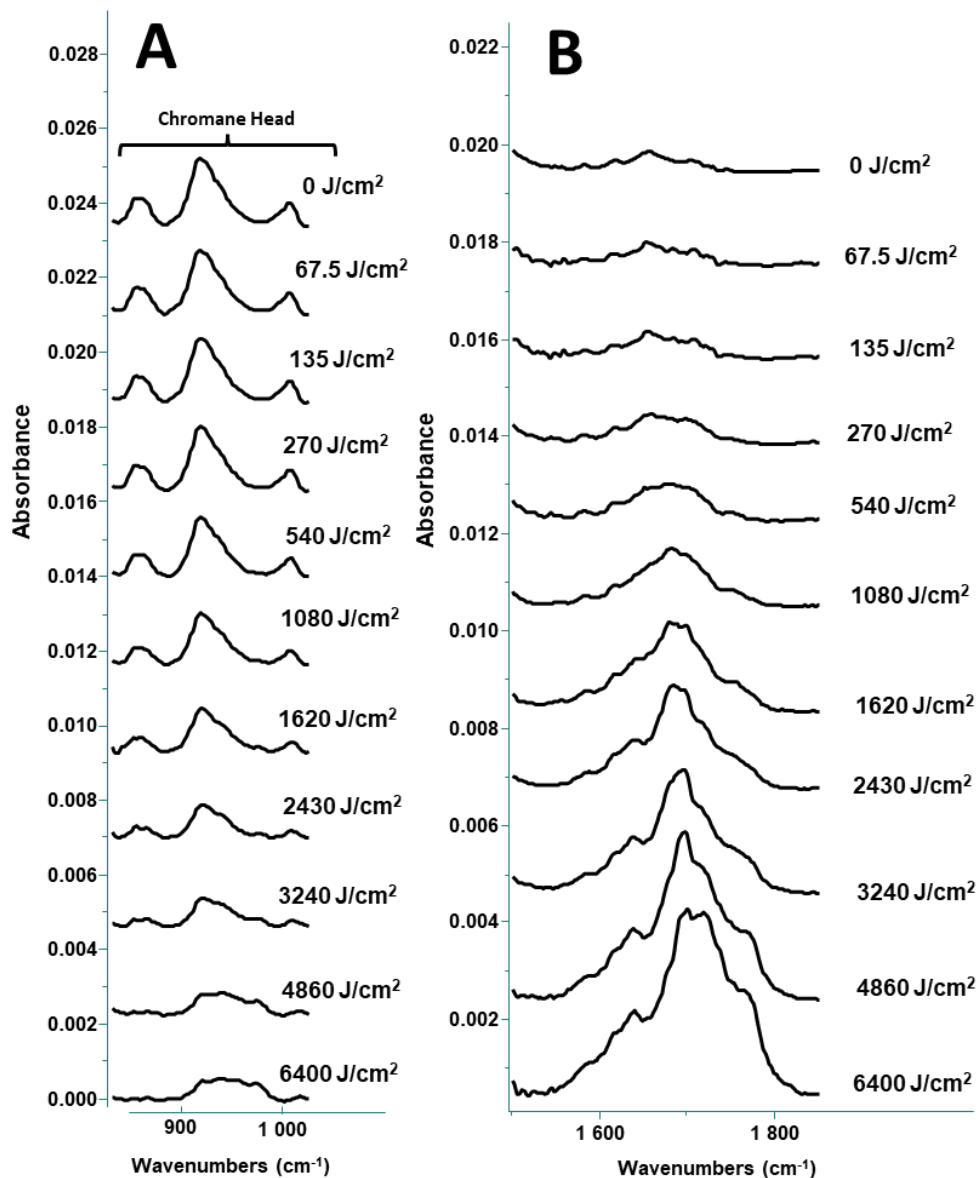 A
0.028
0.026
0.024
0.022
0.020
0.018
0.016
0.014
0.012
0.010
0.008
0.006
0.004
0.002
0.000
Absorbance
Chromane Head
0 J/cm²
67.5 J/cm²
135 J/cm²
270 J/cm²
540 J/cm²
1080 J/cm²
1620 J/cm²
2430 J/cm²
3240 J/cm²
4860 J/cm²
6400 J/cm²
900
1 000
Wavenumbers (cm⁻¹)
B
0.022
0.020
0.018
0.016
0.014
0.012
0.010
0.008
0.006
0.004
0.002
Absorbance
0 J/cm²
67.5 J/cm²
135 J/cm²
270 J/cm²
540 J/cm²
1080 J/cm²
1620 J/cm²
2430 J/cm²
3240 J/cm²
4860 J/cm²
6400 J/cm²
1 600
1 800
Wavenumbers (cm⁻¹)